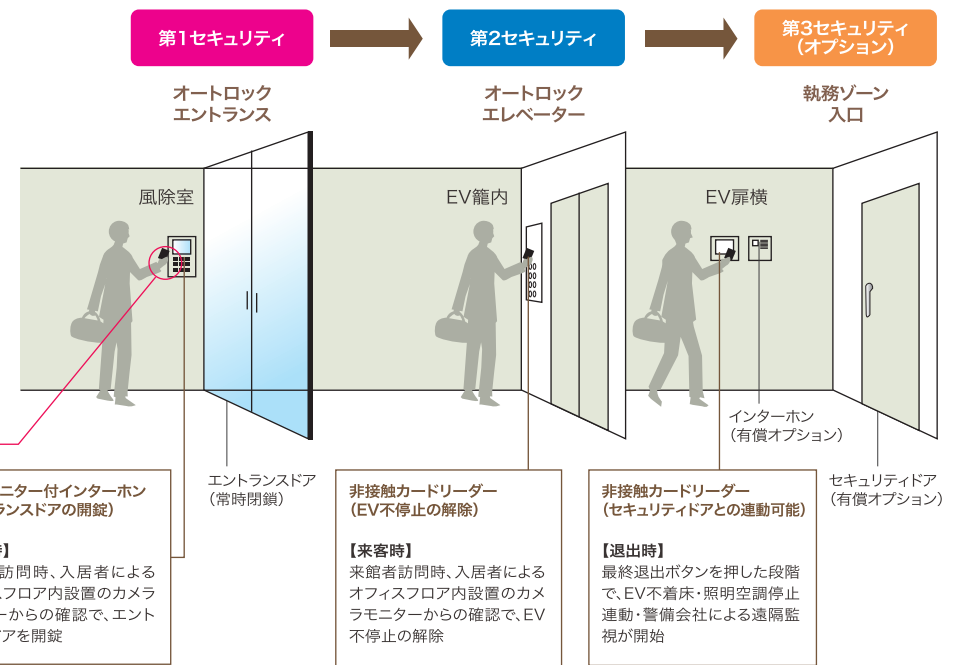 第1セキュリティ
第2セキュリティ
第3セキュリティ
(オプション)
オートロック
エントランス
オートロック
エレベーター
執務ゾーン
入口
風除室
EV籠内
EV扉横
エントランスドア
(常時閉鎖)
インターホン
(有償オプション)
セキュリティドア
(有償オプション)
ニター付インターホン
ランスドアの開錠)
】
訪問時、入居者による
スフロア内設置のカメラ
ーからの確認で、エント
ドアを開錠
非接触カードリーダー
(EV不停止の解除)
【来客時】
来館者訪問時、入居者による
オフィスフロア内設置のカメ
ラモニターからの確認で、EV
不停止の解除
非接触カードリーダー
(セキュリティドアとの連動可能)
【退出時】
最終退出ボタンを押した段階
で、EV不着床・照明空調停止
連動・警備会社による遠隔監
視が開始